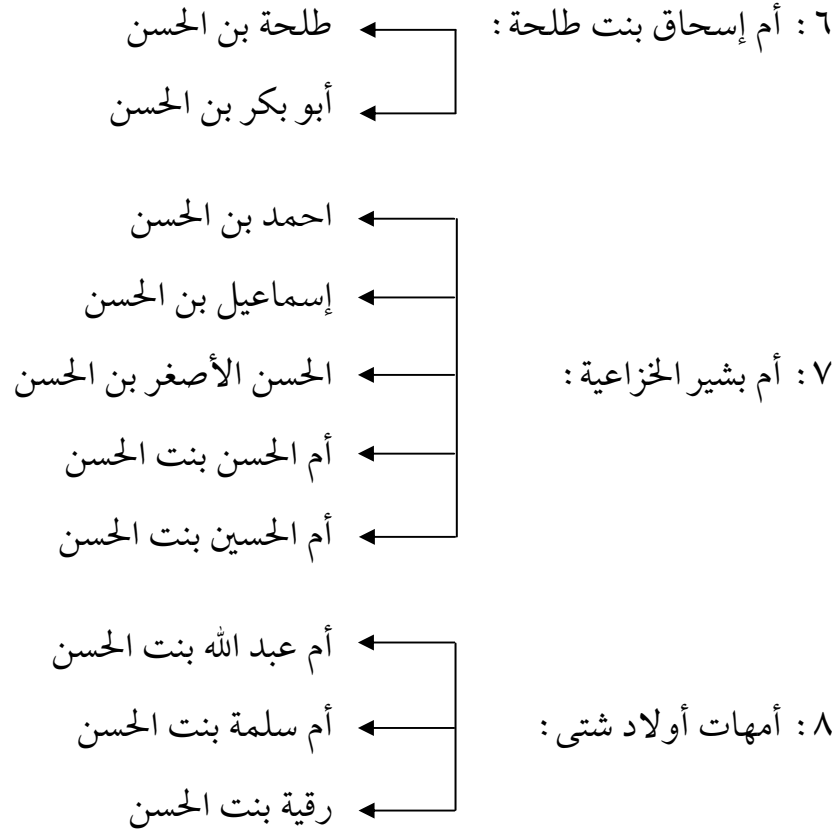 ٦ : أم إسحاق بنت طلحة :
طلحة بن الحسن
أبو بكر بن الحسن
احمد بن الحسن
إسماعيل بن الحسن
٧ : أم بشير الخزاعية :
الحسن الأصغر بن الحسن
أم الحسن بنت الحسن
أم الحسين بنت الحسن
أم عبد الله بنت الحسن
٨ : أمهات أولاد شتى :
أم سلمة بنت الحسن
رقية بنت الحسن